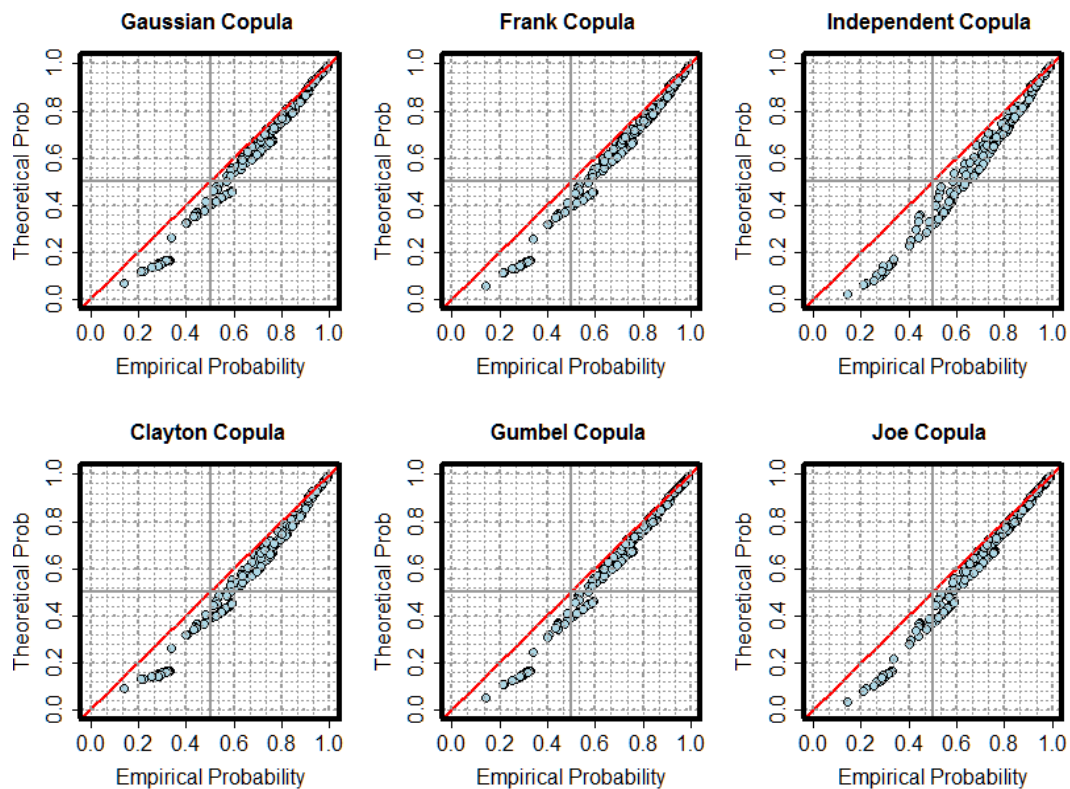 Gaussian Copula
Theoretical Prob
0.0 0.2 0.4 0.6 0.8 1.0
0.0 0.2 0.4 0.6 0.8 1.0
Empirical Probability
Frank Copula
Theoretical Prob
0.0 0.2 0.4 0.6 0.8 1.0
0.0 0.2 0.4 0.6 0.8 1.0
Empirical Probability
Independent Copula
Theoretical Prob
0.0 0.2 0.4 0.6 0.8 1.0
0.0 0.2 0.4 0.6 0.8 1.0
Empirical Probability
Clayton Copula
Theoretical Prob
0.0 0.2 0.4 0.6 0.8 1.0
0.0 0.2 0.4 0.6 0.8 1.0
Empirical Probability
Gumbel Copula
Theoretical Prob
0.0 0.2 0.4 0.6 0.8 1.0
0.0 0.2 0.4 0.6 0.8 1.0
Empirical Probability
Joe Copula
Theoretical Prob
0.0 0.2 0.4 0.6 0.8 1.0
0.0 0.2 0.4 0.6 0.8 1.0
Empirical Probability